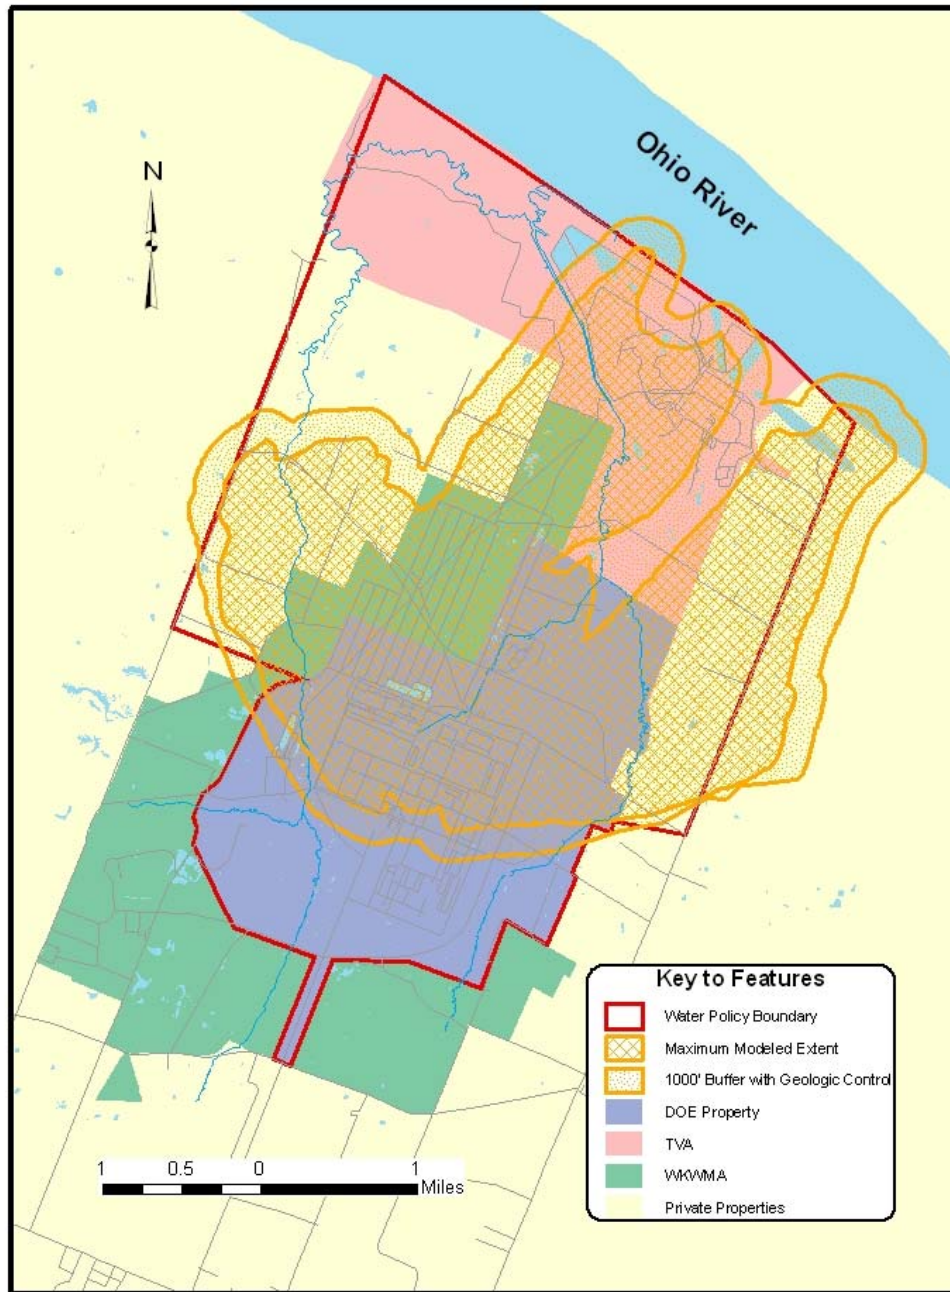 Ohio River
N
Key to Features
Water Policy Boundary
Maximum Modeled Extent
1000' Buffer with Geologic Control
DOE Property
TVA
WKWMA
Private Properties
1 0.5 0 1
Miles